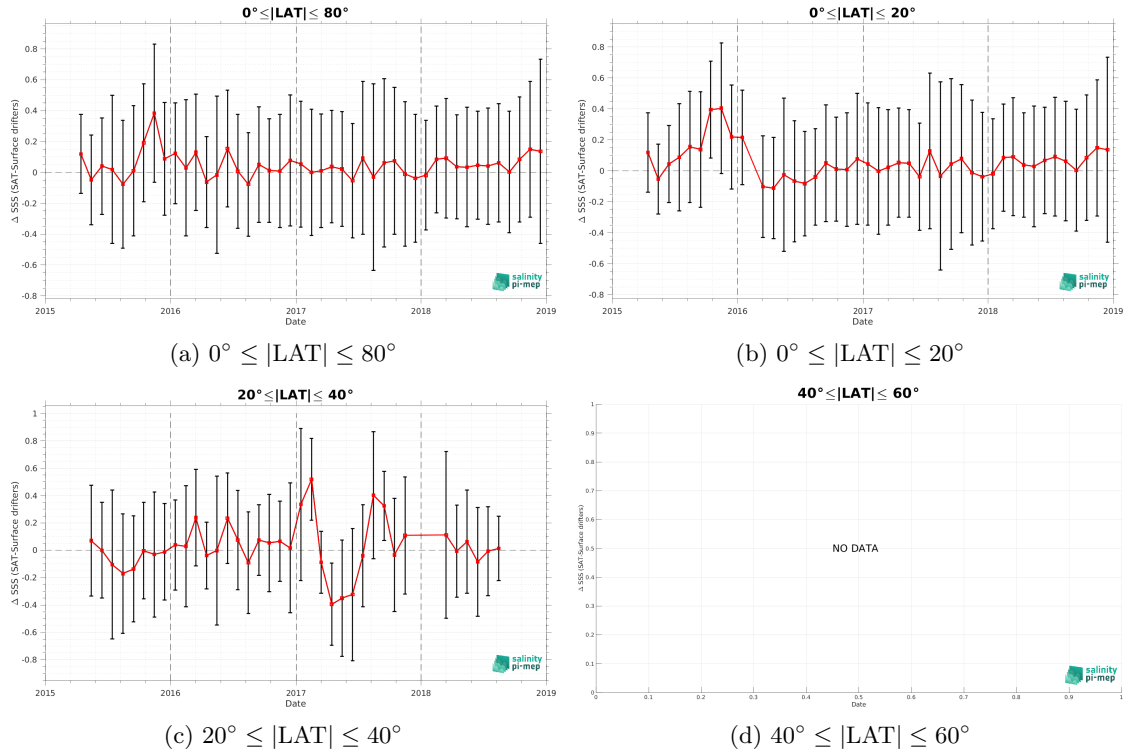 0°≤|LAT|≤ 80°
Δ SSS (SAT-Surface drifters)
0.8
0.6
0.4
0.2
0
-0.2
-0.4
-0.6
-0.8
2015
2016
2017
2018
2019
Date
salinity
pi-mep
(a) 0° ≤ |LAT| ≤ 80°
0°≤|LAT|≤ 20°
Δ SSS (SAT-Surface drifters)
0.8
0.6
0.4
0.2
0
-0.2
-0.4
-0.6
-0.8
2015
2016
2017
2018
2019
Date
salinity
pi-mep
(b) 0° ≤ |LAT| ≤ 20°
20°≤|LAT|≤ 40°
Δ SSS (SAT-Surface drifters)
1
0.8
0.6
0.4
0.2
0
-0.2
-0.4
-0.6
-0.8
2015
2016
2017
2018
2019
Date
salinity
pi-mep
(c) 20° ≤ |LAT| ≤ 40°
40°≤|LAT|≤ 60°
Δ SSS (SAT-Surface drifters)
1
0.9
0.8
0.7
0.6
0.5
0.4
0.3
0.2
0.1
0
NO DATA
0
0.1
0.2
0.3
0.4
0.5
0.6
0.7
0.8
0.9
1
Date
salinity
pi-mep
(d) 40° ≤ |LAT| ≤ 60°